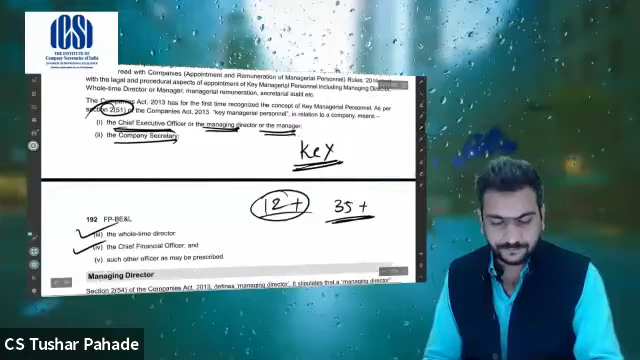 ICSI
THE INSTITUTE OF
Company Secretaries of India
read with Companies (Appointment and Remuneration of Managerial Personnel) Rules, 2014
with the legal and procedural aspects of appointment of Key Managerial Personnel including Managing Director,
Whole-time Director or Manager, managerial remuneration, secretarial audit etc.
The Companies Act, 2013 has for the first time recognized the concept of Key Managerial Personnel. As per
section 2(51) of the Companies Act, 2013 "key managerial personnel", in relation to a company, means –
(i) the Chief Executive Officer or the managing director or the manager;
(ii) the Company Secretary;
Key
12+ 35+
192 FP-BE&L
(iii) the whole-time director;
(iv) the Chief Financial Officer; and
(v) such other officer as may be prescribed.
Managing Director
Section 2(54) of the Companies Act, 2013, defines 'managing director'. It stipulates that a "managing director"
CS Tushar Pahade